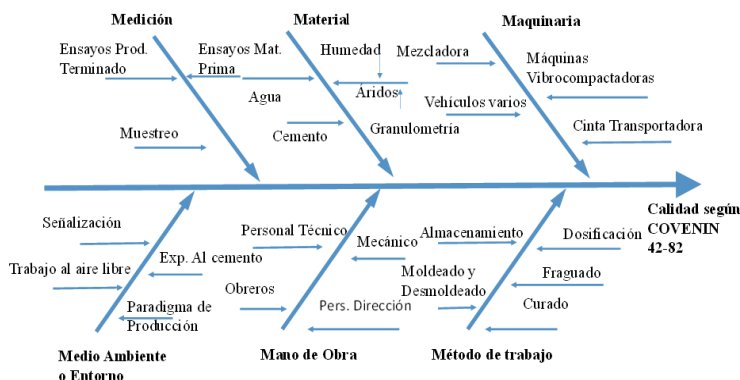 Medición
Material
Maquinaria
Ensayos Prod.
Terminado
Ensayos Mat.
Prima
Humedad
Mezcladora
Máquinas
Vibrocompactadoras
Agua
Áridos
Vehículos varios
Muestreo
Cemento
Granulometría
Cinta Transportadora
Calidad según
COVENIN
42-82
Señalización
Personal Técnico
Mecánico
Almacenamiento
Dosificación
Trabajo al aire libre
Exp. Al cemento
Moldeado y
Desmoldeado
Fraguado
Obreros
Paradigma de
Producción
Pers. Dirección
Curado
Medio Ambiente
o Entorno
Mano de Obra
Método de trabajo